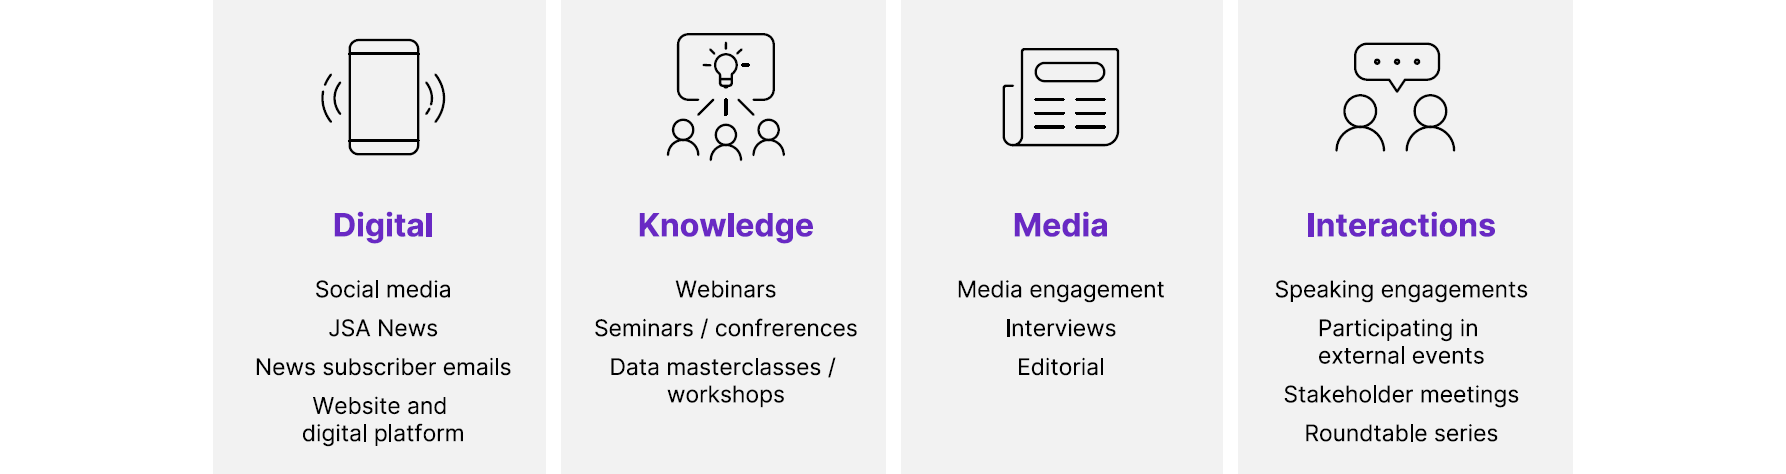 Digital
Social media
JSA News
News subscriber emails
Website and
digital platform
Knowledge
Webinars
Seminars / confrerences
Data masterclasses /
workshops
Media
Media engagement
Interviews
Editorial
Interactions
Speaking engagements
Participating in
external events
Stakeholder meetings
Roundtable series